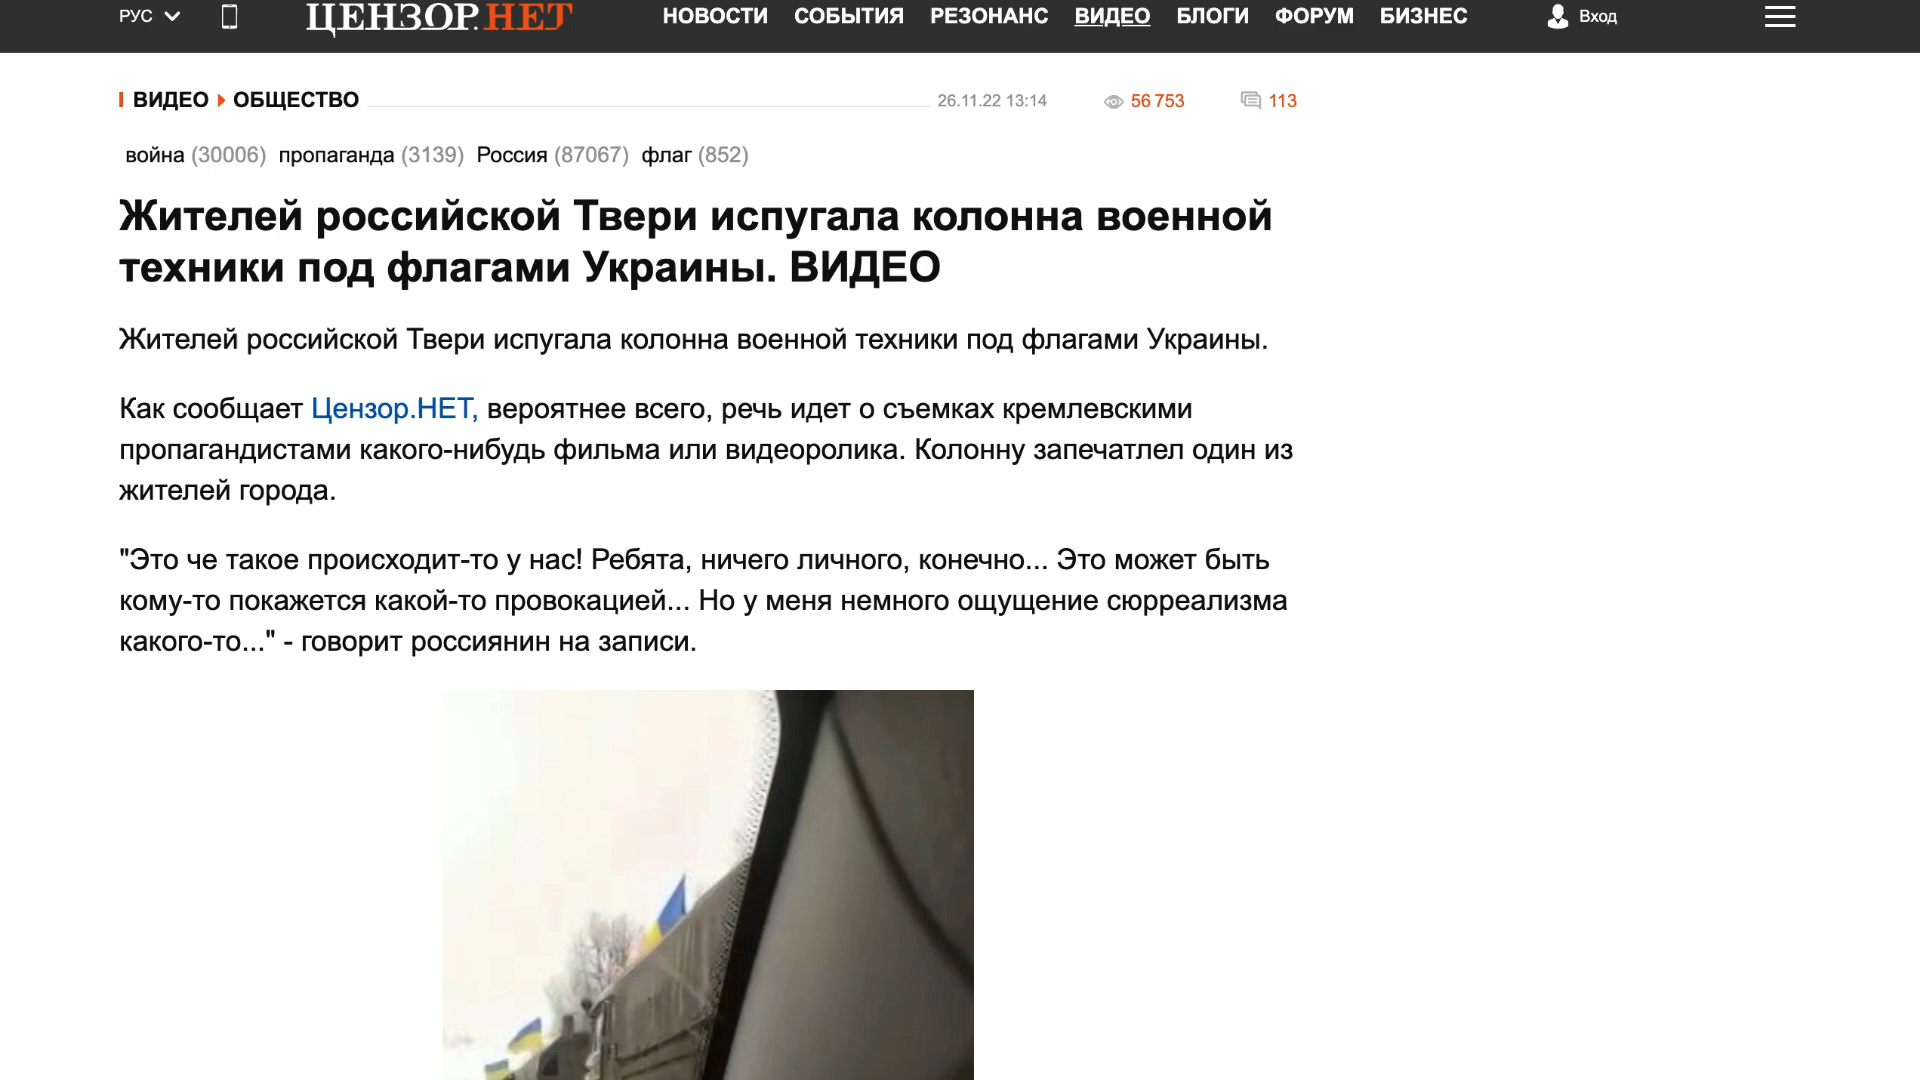 РУС
ЦЕНЗОР.НЕТ
НОВОСТИ СОБЫТИЯ РЕЗОНАНС ВИДЕО БЛОГИ ФОРУМ БИЗНЕС
Вход
ВИДЕО ОБЩЕСТВО
26.11.22 13:14
56 753
113
война (30006) пропаганда (3139) Россия (87067) флаг (852)
Жителей российской Твери испугала колонна военной
техники под флагами Украины. ВИДЕО
Жителей российской Твери испугала колонна военной техники под флагами Украины.
Как сообщает Цензор.НЕТ, вероятнее всего, речь идет о съемках кремлевскими
пропагандистами какого-нибудь фильма или видеоролика. Колонну запечатлел один из
жителей города.
"Это че такое происходит-то у нас! Ребята, ничего личного, конечно... Это может быть
кому-то покажется какой-то провокацией... Но у меня немного ощущение сюрреализма
какого-то..." - говорит россиянин на записи.